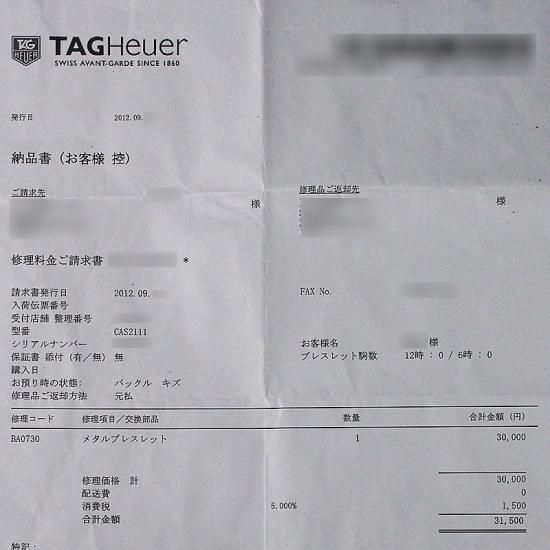 TAG HEUER TAGHeuer
SWISS AVANT-GARDE SINCE 1860
発行日 2012.09.
納品書 (お客様 控)
ご請求先 修理品ご返却先
様 様
修理料金ご請求書 *
請求書発行日 2012.09. FAX No.
入荷伝票番号
受付店舗 整理番号
型番 CAS2111
シリアルナンバー お客様名 様
保証書 添付 (有/無) 無 ブレスレット駒数 12時 : 0 / 6時 : 0
購入日
お預り時の状態: バックル キズ
修理品ご返却方法 元払
修理コード 修理項目/交換部品 数量 合計金額 (円)
BA0730 メタルブレスレット 1 30,000
修理価格 計 30,000
配送費 0
消費税 5.000% 1,500
合計金額 31,500
特記: